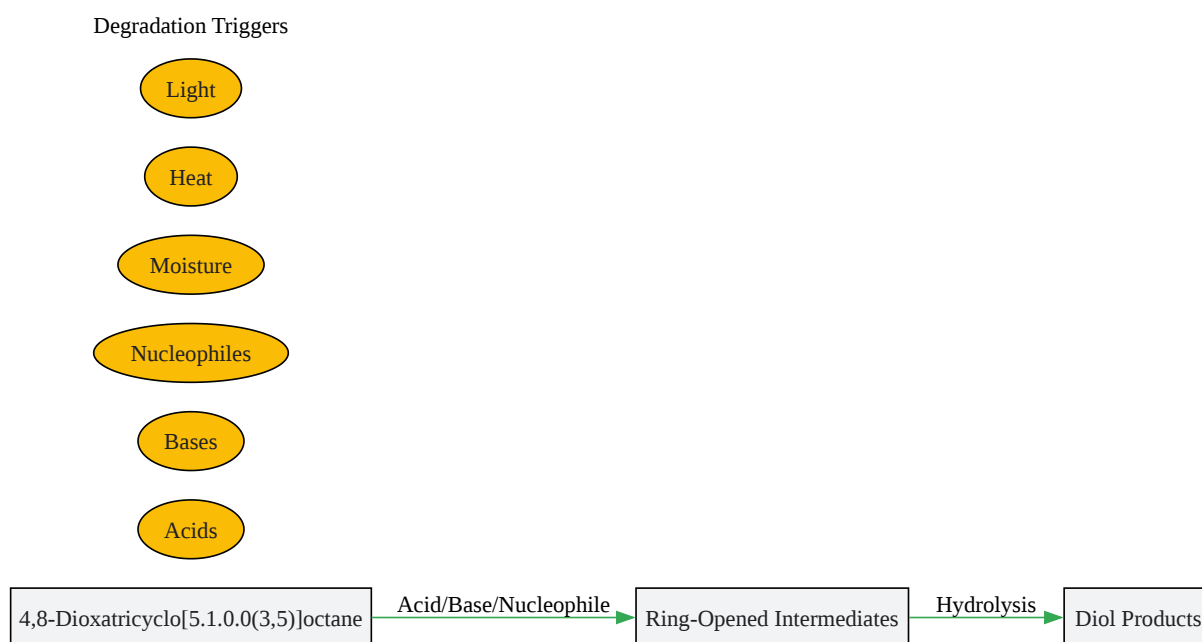 Degradation Triggers
Light
Heat
Moisture
Nucleophiles
Bases
Acids
4,8-Dioxatricyclo[5.1.0.0(3,5)]octane
Acid/Base/Nucleophile
Ring-Opened Intermediates
Hydrolysis
Diol Products